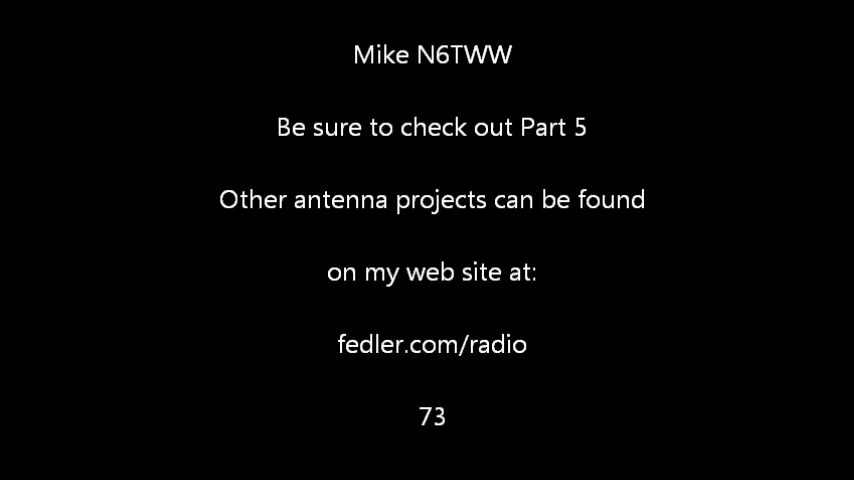 Mike N6TWW
Be sure to check out Part 5
Other antenna projects can be found
on my web site at:
fedler.com/radio
73